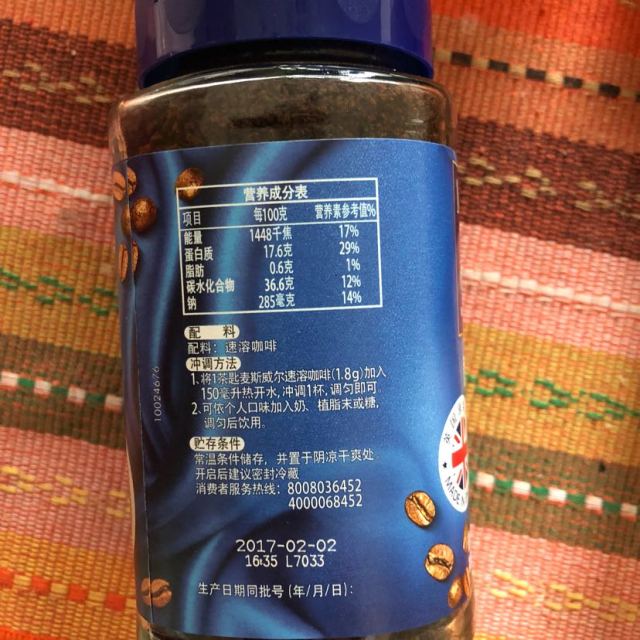 营养成分表
项目 每100克 营养素参考值%
能量 1448千焦 17%
蛋白质 17.6克 29%
脂肪 0.6克 1%
碳水化合物 36.6克 12%
钠 285毫克 14%
配 料
配料：速溶咖啡
冲调方法
1.将1茶匙麦斯威尔速溶咖啡(1.8g)加入
150毫升热开水,冲调1杯,调匀即可。
2.可依个人口味加入奶、植脂末或糖,
调匀后饮用。
贮存条件
常温条件储存，并置于阴凉干爽处
开启后建议密封冷藏
消费者服务热线：8008036452
4000068452
2017-02-02
16:35 L7033
生产日期同批号(年/月/日)：
10024676
英国
MADE